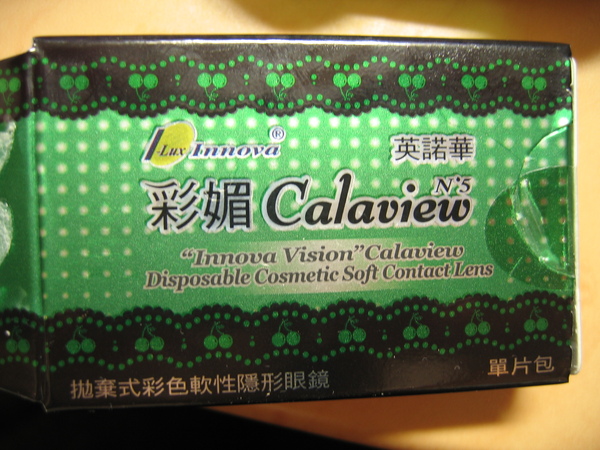 I-Lux Innova®
英諾華
彩媚 Calaview N°5
"Innova Vision" Calaview
Disposable Cosmetic Soft Contact Lens
拋棄式彩色軟性隱形眼鏡
單片包